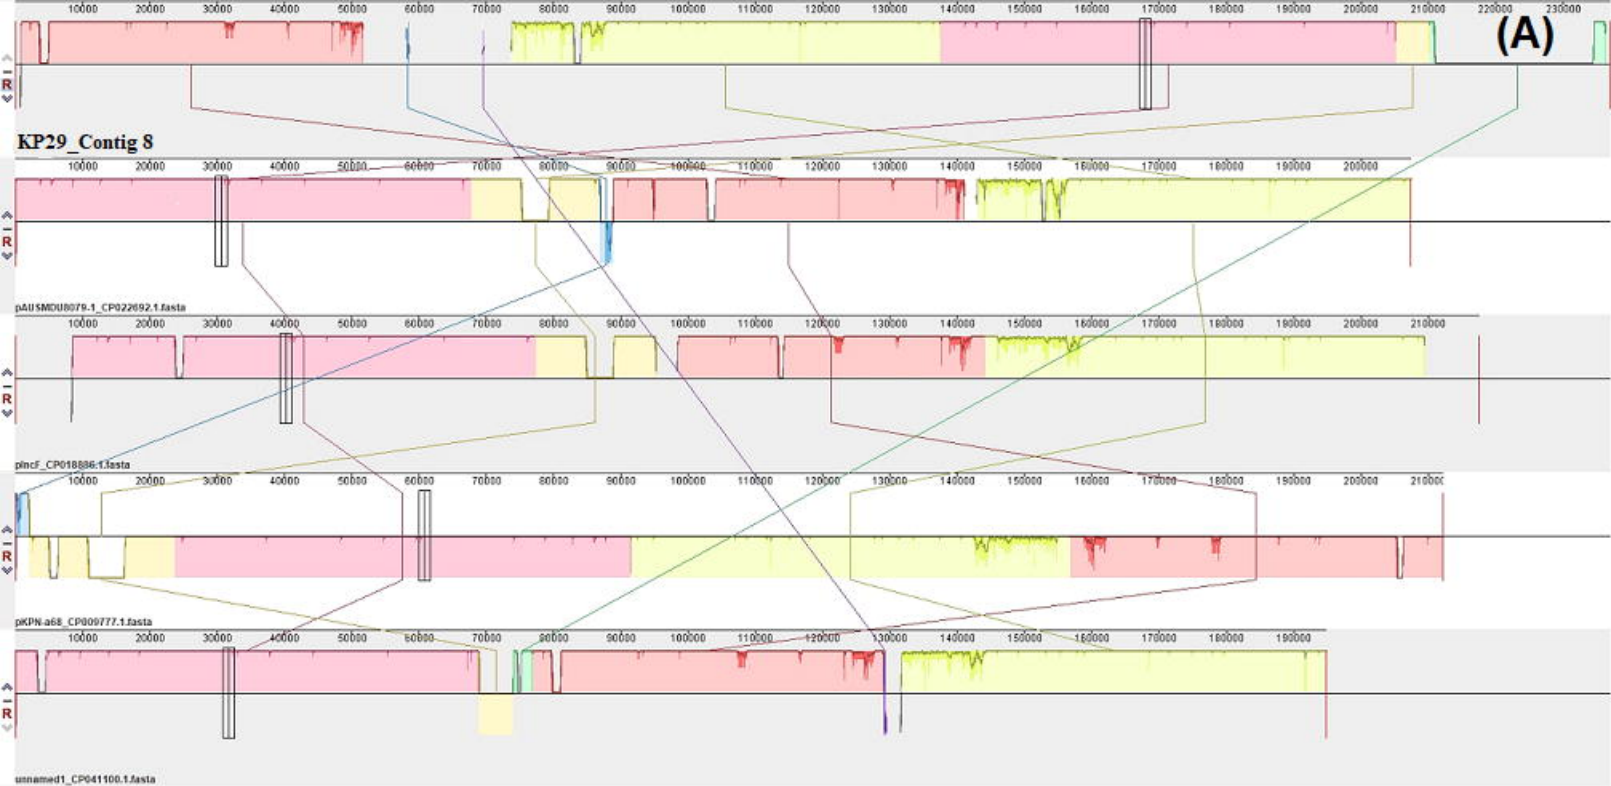 10000 20000 30000 40000 50000 60000 70000 80000 90000 100000 110000 120000 130000 140000 150000 160000 170000 180000 190000 200000 210000 220000 230000
(A)
R
KP29_Contig 8
10000 20000 30000 40000 50000 60000 70000 80000 90000 100000 110000 120000 130000 140000 150000 160000 170000 180000 190000 200000
R
pAUSMDU8079-1_CP022692.1.fasta
10000 20000 30000 40000 50000 60000 70000 80000 90000 100000 110000 120000 130000 140000 150000 160000 170000 180000 190000 200000 210000
R
pIncF_CP018886.1.fasta
10000 20000 30000 40000 50000 60000 70000 80000 90000 100000 110000 120000 130000 140000 150000 160000 170000 180000 190000 200000 210000
R
pKPN-a68_CP009777.1.fasta
10000 20000 30000 40000 50000 60000 70000 80000 90000 100000 110000 120000 130000 140000 150000 160000 170000 180000 190000
R
unnamed1_CP041100.1.fasta